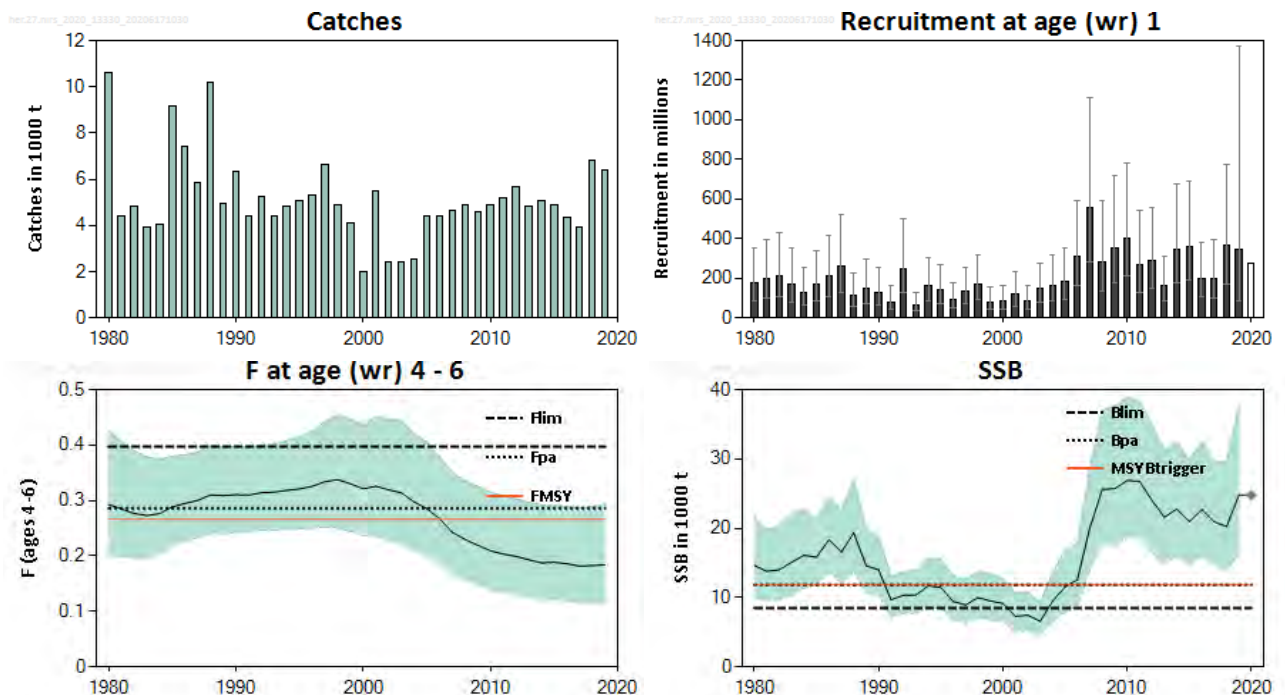 her.27.nirs_2020_13330_20206171030
her.27.nirs_2020_13330_20206171030
Catches
Recruitment at age (wr) 1
Catches in 1000 t
12
10
8
6
4
2
0
1980
1990
2000
2010
2020
Recruitment in millions
1400
1200
1000
800
600
400
200
0
1980
1990
2000
2010
2020
F at age (wr) 4 - 6
SSB
F (ages 4-6)
0.5
0.4
0.3
0.2
0.1
0
Flim
Fpa
FMSY
1980
1990
2000
2010
2020
SSB in 1000 t
40
30
20
10
0
Blim
Bpa
MSYBtrigger
1980
1990
2000
2010
2020